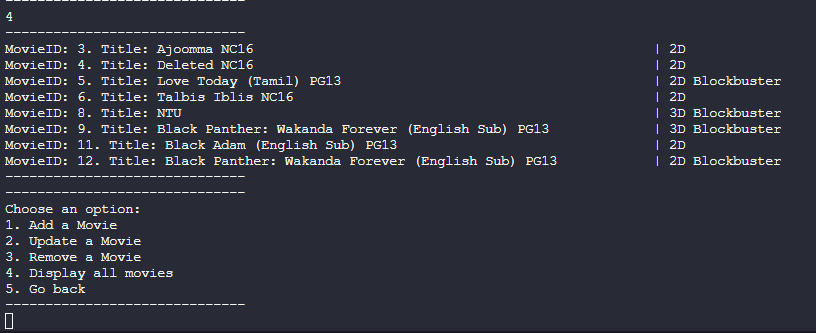 ------------------------------
4
------------------------------
MovieID: 3. Title: Ajoomma NC16                                                  | 2D
MovieID: 4. Title: Deleted NC16                                                  | 2D
MovieID: 5. Title: Love Today (Tamil) PG13                                       | 2D Blockbuster
MovieID: 6. Title: Talbis Iblis NC16                                             | 2D
MovieID: 8. Title: NTU                                                           | 3D Blockbuster
MovieID: 9. Title: Black Panther: Wakanda Forever (English Sub) PG13             | 3D Blockbuster
MovieID: 11. Title: Black Adam (English Sub) PG13                                | 2D
MovieID: 12. Title: Black Panther: Wakanda Forever (English Sub) PG13            | 2D Blockbuster
------------------------------
------------------------------
Choose an option:
1. Add a Movie
2. Update a Movie
3. Remove a Movie
4. Display all movies
5. Go back
------------------------------